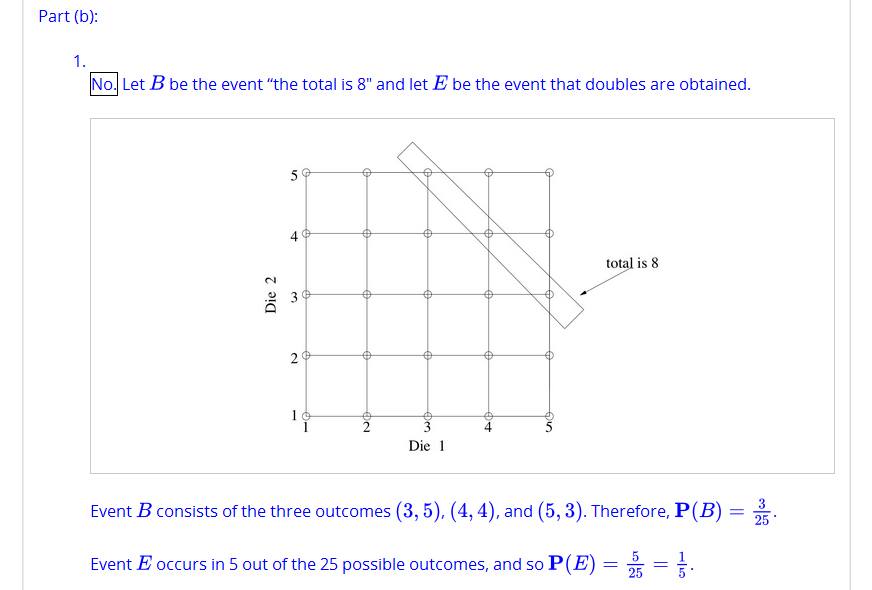 Part (b):
1.
No. Let B be the event “the total is 8" and let E be the event that doubles are obtained.
5
4
total is 8
3
Die 2
2
1
1 2 3 4 5
Die 1
Event B consists of the three outcomes (3, 5), (4, 4), and (5, 3). Therefore, P(B) = 3/25.
Event E occurs in 5 out of the 25 possible outcomes, and so P(E) = 5/25 = 1/5.